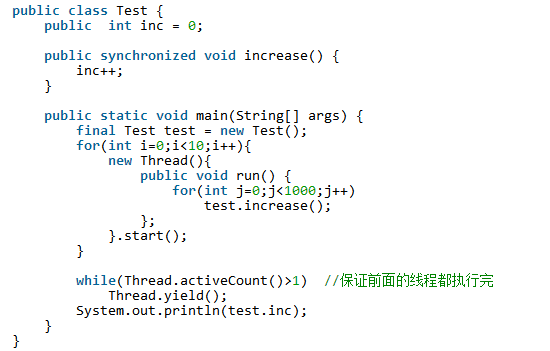 public class Test {
    public  int inc = 0;

    public synchronized void increase() {
        inc++;
    }

    public static void main(String[] args) {
        final Test test = new Test();
        for(int i=0;i<10;i++){
            new Thread(){
                public void run() {
                    for(int j=0;j<1000;j++)
                        test.increase();
                };
            }.start();
        }

        while(Thread.activeCount()>1)  //保证前面的线程都执行完
            Thread.yield();
        System.out.println(test.inc);
    }
}